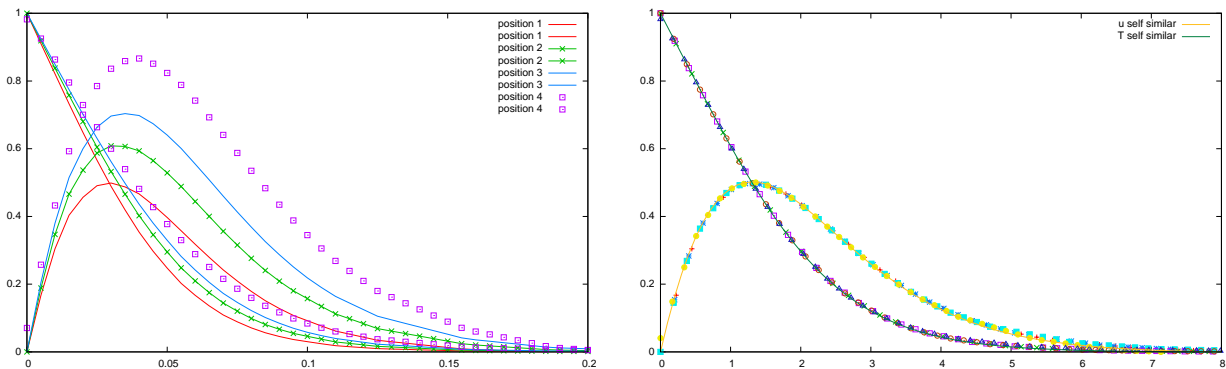 position 1
position 1
position 2
position 2
position 3
position 3
position 4
position 4
1
0.8
0.6
0.4
0.2
0
0
0.05
0.1
0.15
0.2
u self similar
T self similar
1
0.8
0.6
0.4
0.2
0
0
1
2
3
4
5
6
7
8